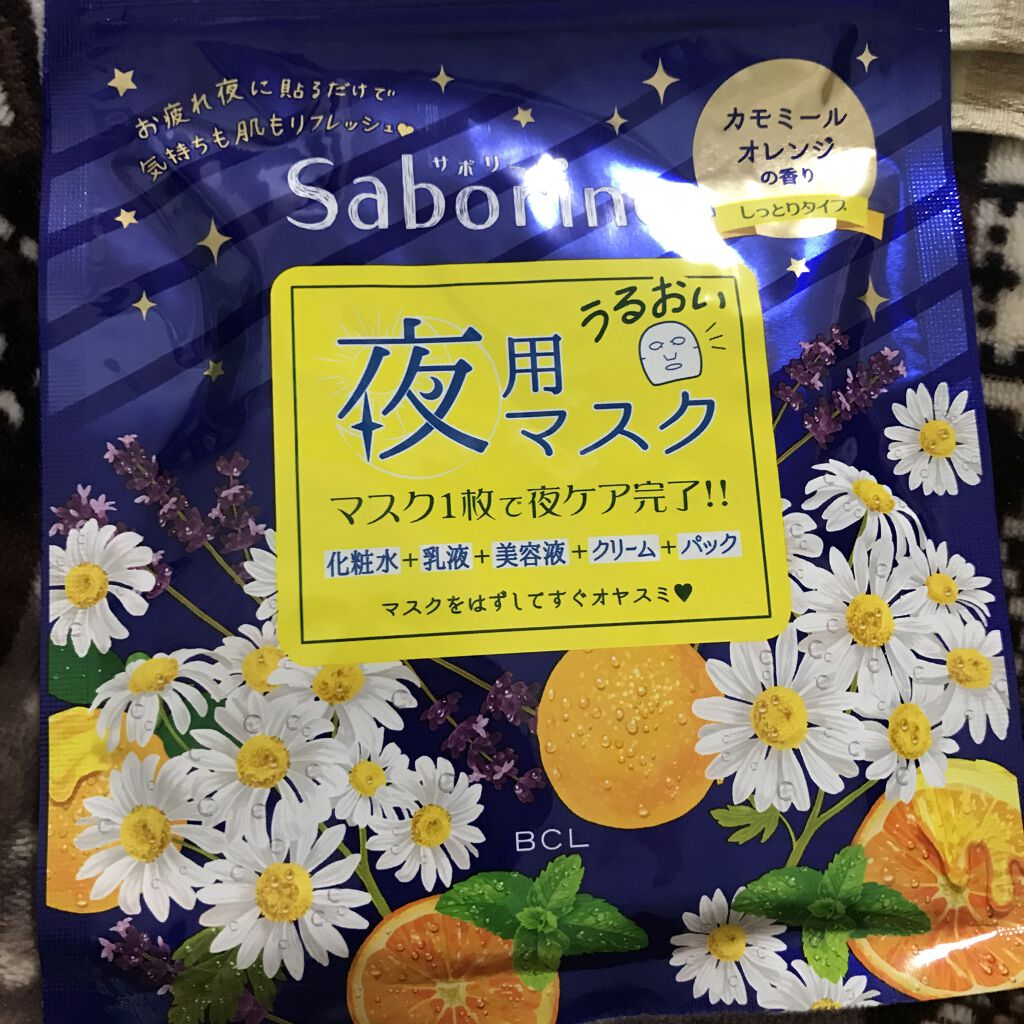 お疲れ夜に貼るだけで
気持ちも肌もリフレッシュ♥
サボリ
Saborin
カモミール
オレンジ
の香り
しっとりタイプ
うるおい
夜用
マスク
マスク1枚で夜ケア完了!!
化粧水+乳液+美容液+クリーム+パック
マスクをはずしてすぐオヤスミ♥
BCL